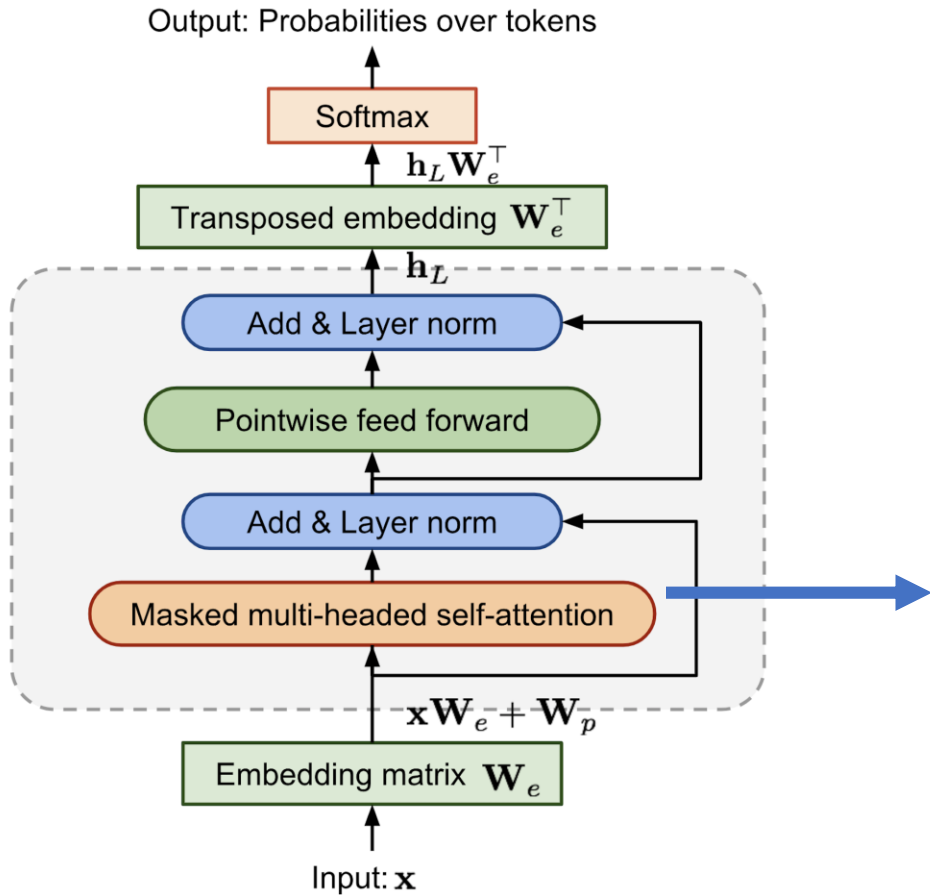 Output: Probabilities over tokens
Softmax
h_L W_e^⊤
Transposed embedding W_e^⊤
h_L
Add & Layer norm
Pointwise feed forward
Add & Layer norm
Masked multi-headed self-attention
xW_e + W_p
Embedding matrix W_e
Input: x